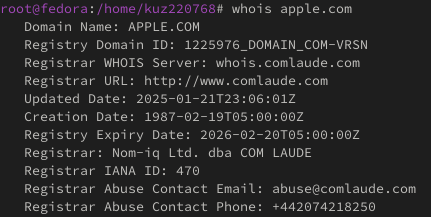 root@fedora:/home/kuz220768# whois apple.com
Domain Name: APPLE.COM
Registry Domain ID: 1225976_DOMAIN_COM-VRSN
Registrar WHOIS Server: whois.comlaude.com
Registrar URL: http://www.comlaude.com
Updated Date: 2025-01-21T23:06:01Z
Creation Date: 1987-02-19T05:00:00Z
Registry Expiry Date: 2026-02-20T05:00:00Z
Registrar: Nom-iq Ltd. dba COM LAUDE
Registrar IANA ID: 470
Registrar Abuse Contact Email: abuse@comlaude.com
Registrar Abuse Contact Phone: +442074218250